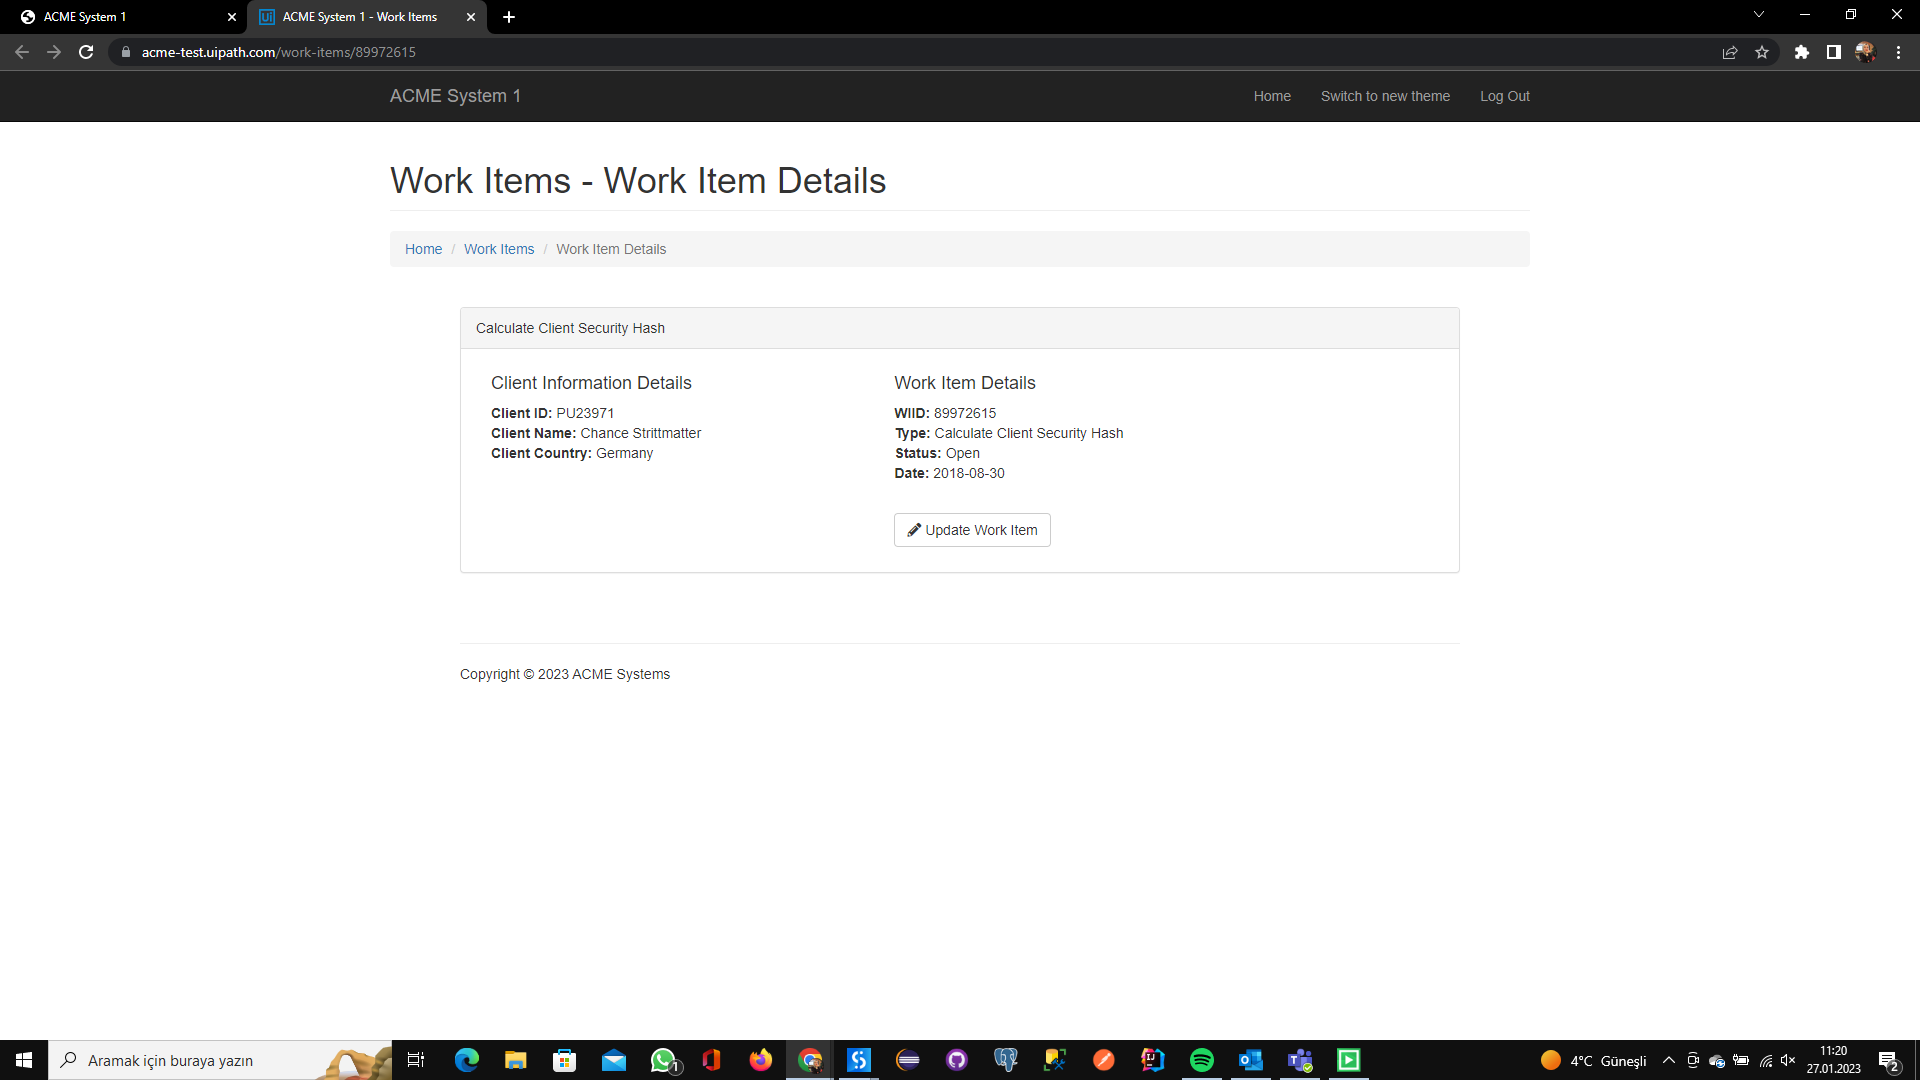 ACME System 1
ACME System 1 - Work Items
acme-test.uipath.com/work-items/89972615
ACME System 1
Home
Switch to new theme
Log Out
Work Items - Work Item Details
Home / Work Items / Work Item Details
Calculate Client Security Hash
Client Information Details
Client ID: PU23971
Client Name: Chance Strittmatter
Client Country: Germany
Work Item Details
WIID: 89972615
Type: Calculate Client Security Hash
Status: Open
Date: 2018-08-30
Update Work Item
Copyright © 2023 ACME Systems
Aramak için buraya yazın
4°C Güneşli
11:20
27.01.2023
2